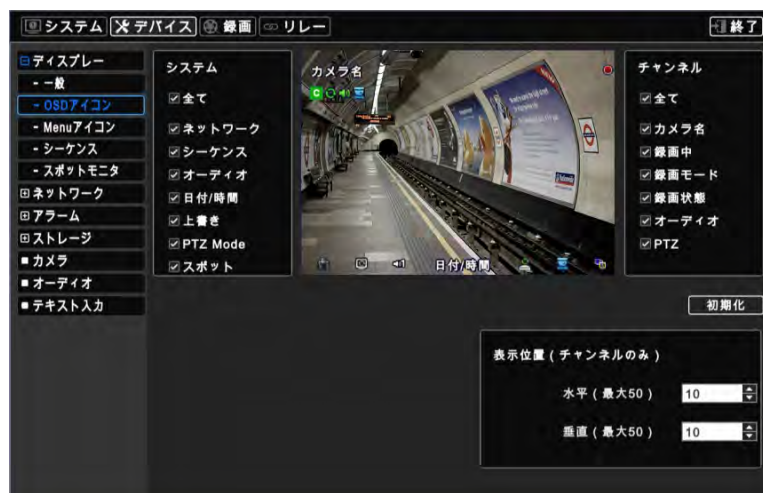 システム デバイス 録画 リレー 終了
ディスプレー
- 一般
- OSDアイコン
- Menuアイコン
- シーケンス
- スポットモニタ
ネットワーク
アラーム
ストレージ
カメラ
オーディオ
テキスト入力
システム
全て
ネットワーク
シーケンス
オーディオ
日付/時間
上書き
PTZ Mode
スポット
カメラ名
C
日付/時間
チャンネル
全て
カメラ名
録画中
録画モード
録画状態
オーディオ
PTZ
初期化
表示位置(チャンネルのみ)
水平(最大50) 10
垂直(最大50) 10